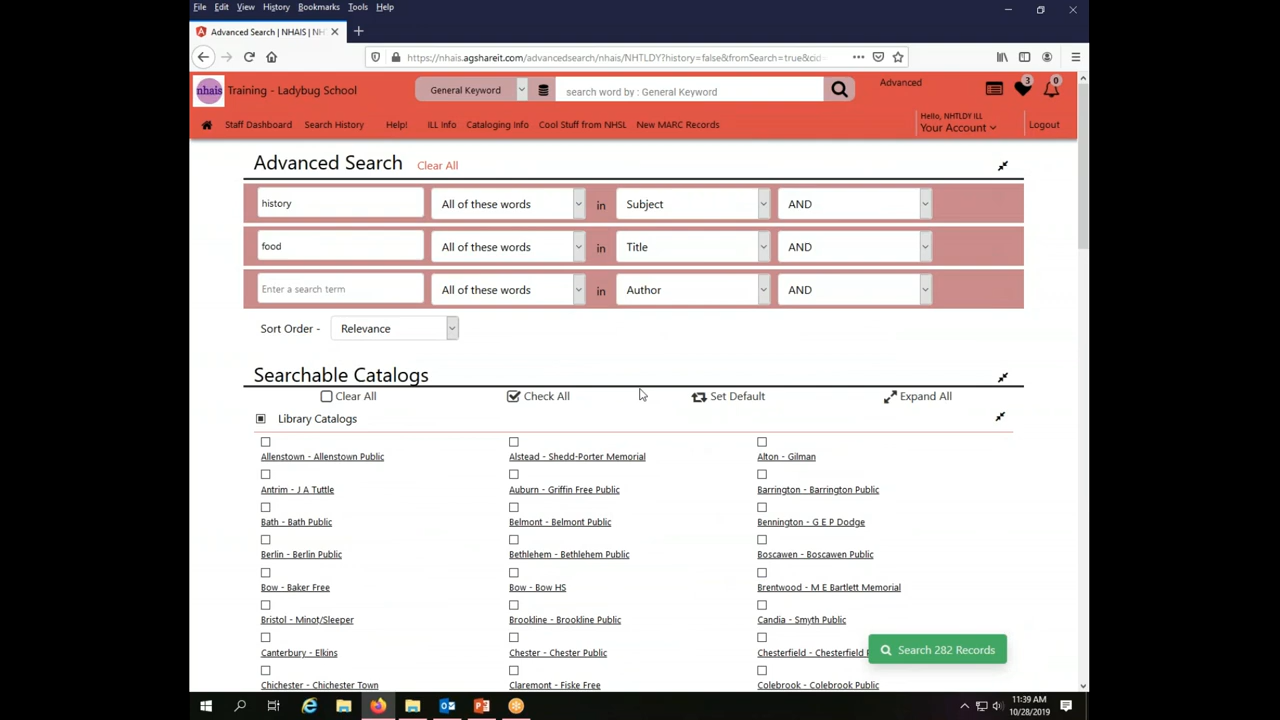 File Edit View History Bookmarks Tools Help
Advanced Search | NHAIS | NH
https://nhais.agshareit.com/advancedsearch/nhais/NHTLDY?history=false&fromSearch=true&cid
nhais Training - Ladybug School General Keyword search word by : General Keyword Advanced 3 0
Staff Dashboard Search History Help! ILL Info Cataloging Info Cool Stuff from NHSL New MARC Records Hello, NHTLDY ILL Your Account Logout
Advanced Search Clear All
history All of these words in Subject AND
food All of these words in Title AND
Enter a search term All of these words in Author AND
Sort Order - Relevance
Searchable Catalogs
Clear All Check All Set Default Expand All
Library Catalogs
Allenstown - Allenstown Public Alstead - Shedd-Porter Memorial Alton - Gilman
Antrim - J A Tuttle Auburn - Griffin Free Public Barrington - Barrington Public
Bath - Bath Public Belmont - Belmont Public Bennington - G E P Dodge
Berlin - Berlin Public Bethlehem - Bethlehem Public Boscawen - Boscawen Public
Bow - Baker Free Bow - Bow HS Brentwood - M E Bartlett Memorial
Bristol - Minot/Sleeper Brookline - Brookline Public Candia - Smyth Public
Canterbury - Elkins Chester - Chester Public Chesterfield - Chesterfield
Search 282 Records
Chichester - Chichester Town Claremont - Fiske Free Colebrook - Colebrook Public
11:39 AM
10/28/2019